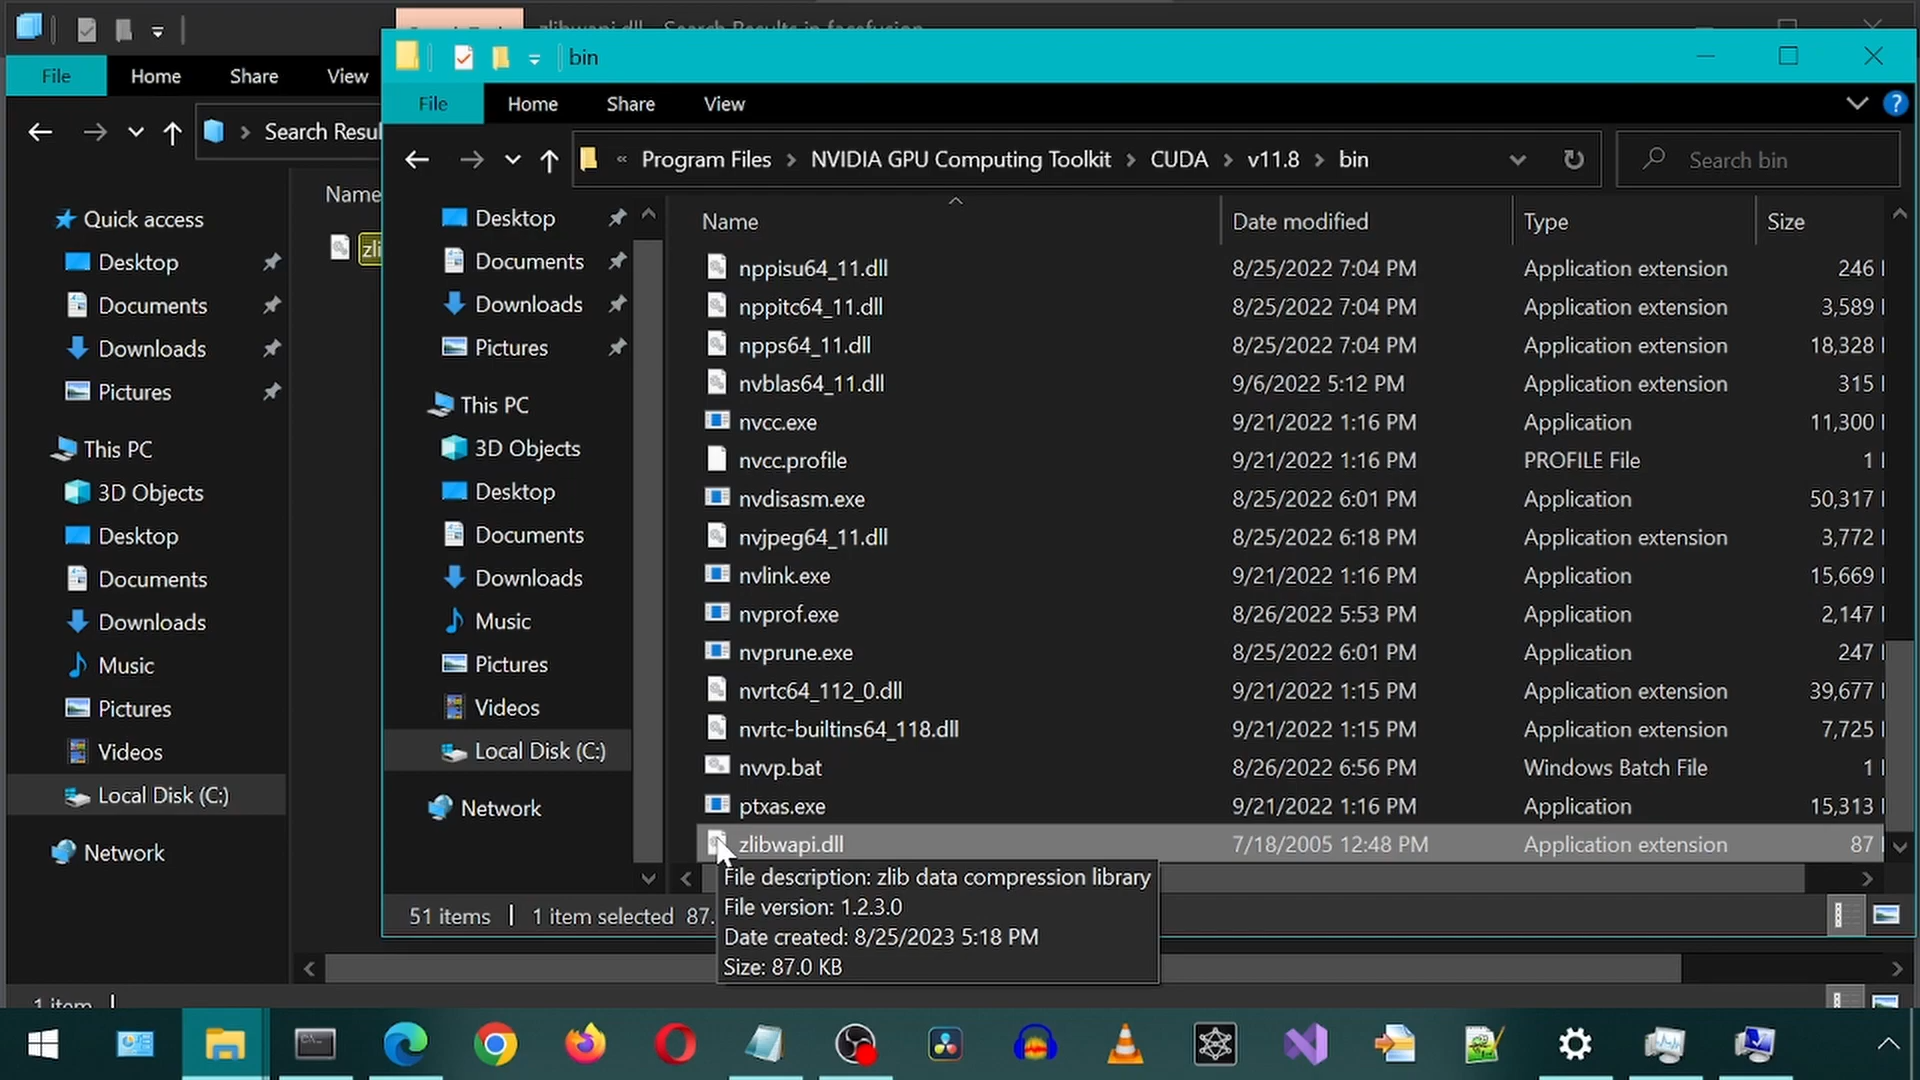 zlibwapi.dll - Search Results in facefusion
File
Home
Share
View
Search Resul
Name
zli
Quick access
Desktop
Documents
Downloads
Pictures
This PC
3D Objects
Desktop
Documents
Downloads
Music
Pictures
Videos
Local Disk (C:)
Network
1 item
bin
File
Home
Share
View
?
« Program Files > NVIDIA GPU Computing Toolkit > CUDA > v11.8 > bin
Search bin
Desktop
Documents
Downloads
Pictures
This PC
3D Objects
Desktop
Documents
Downloads
Music
Pictures
Videos
Local Disk (C:)
Network
Name Date modified Type Size
nppisu64_11.dll 8/25/2022 7:04 PM Application extension 246
nppitc64_11.dll 8/25/2022 7:04 PM Application extension 3,589
npps64_11.dll 8/25/2022 7:04 PM Application extension 18,328
nvblas64_11.dll 9/6/2022 5:12 PM Application extension 315
nvcc.exe 9/21/2022 1:16 PM Application 11,300
nvcc.profile 9/21/2022 1:16 PM PROFILE File 1
nvdisasm.exe 8/25/2022 6:01 PM Application 50,317
nvjpeg64_11.dll 8/25/2022 6:18 PM Application extension 3,772
nvlink.exe 9/21/2022 1:16 PM Application 15,669
nvprof.exe 8/26/2022 5:53 PM Application 2,147
nvprune.exe 8/25/2022 6:01 PM Application 247
nvrtc64_112_0.dll 9/21/2022 1:15 PM Application extension 39,677
nvrtc-builtins64_118.dll 9/21/2022 1:15 PM Application extension 7,725
nvvp.bat 8/26/2022 6:56 PM Windows Batch File 1
ptxas.exe 9/21/2022 1:16 PM Application 15,313
zlibwapi.dll 7/18/2005 12:48 PM Application extension 87
File description: zlib data compression library
File version: 1.2.3.0
Date created: 8/25/2023 5:18 PM
Size: 87.0 KB
51 items
1 item selected 87.